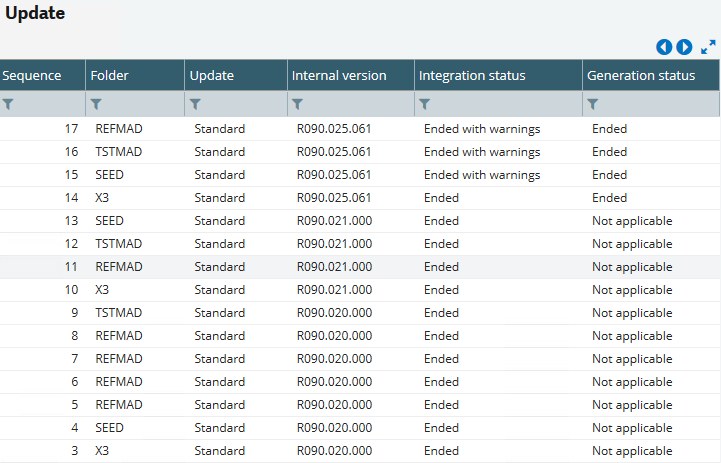 Update
Sequence Folder Update Internal version Integration status Generation status
17 REFMAD Standard R090.025.061 Ended with warnings Ended
16 TSTMAD Standard R090.025.061 Ended with warnings Ended
15 SEED Standard R090.025.061 Ended with warnings Ended
14 X3 Standard R090.025.061 Ended Ended
13 SEED Standard R090.021.000 Ended Not applicable
12 TSTMAD Standard R090.021.000 Ended Not applicable
11 REFMAD Standard R090.021.000 Ended Not applicable
10 X3 Standard R090.021.000 Ended Not applicable
9 TSTMAD Standard R090.020.000 Ended Not applicable
8 REFMAD Standard R090.020.000 Ended Not applicable
7 REFMAD Standard R090.020.000 Ended Not applicable
6 REFMAD Standard R090.020.000 Ended Not applicable
5 REFMAD Standard R090.020.000 Ended Not applicable
4 SEED Standard R090.020.000 Ended Not applicable
3 X3 Standard R090.020.000 Ended Not applicable